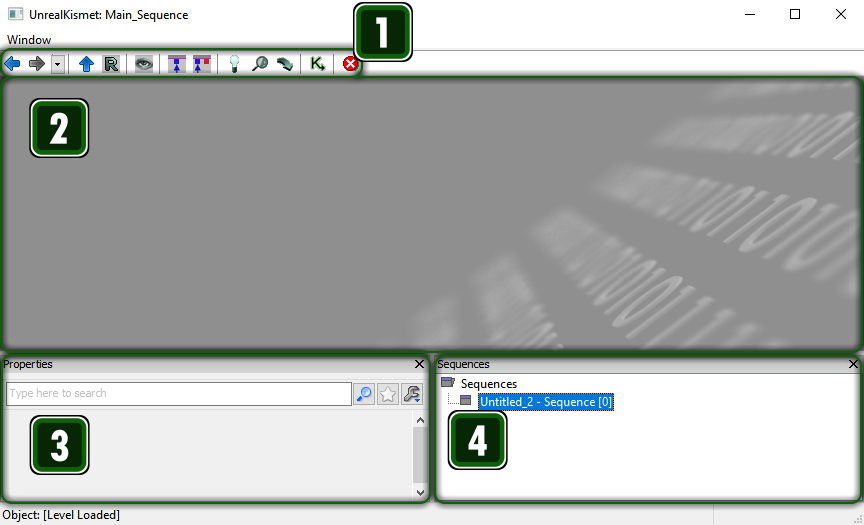 UnrealKismet: Main_Sequence
1
Window
R
K
2
Properties
Sequences
Type here to search
Sequences
Untitled_2 - Sequence [0]
3
4
Object: [Level Loaded]